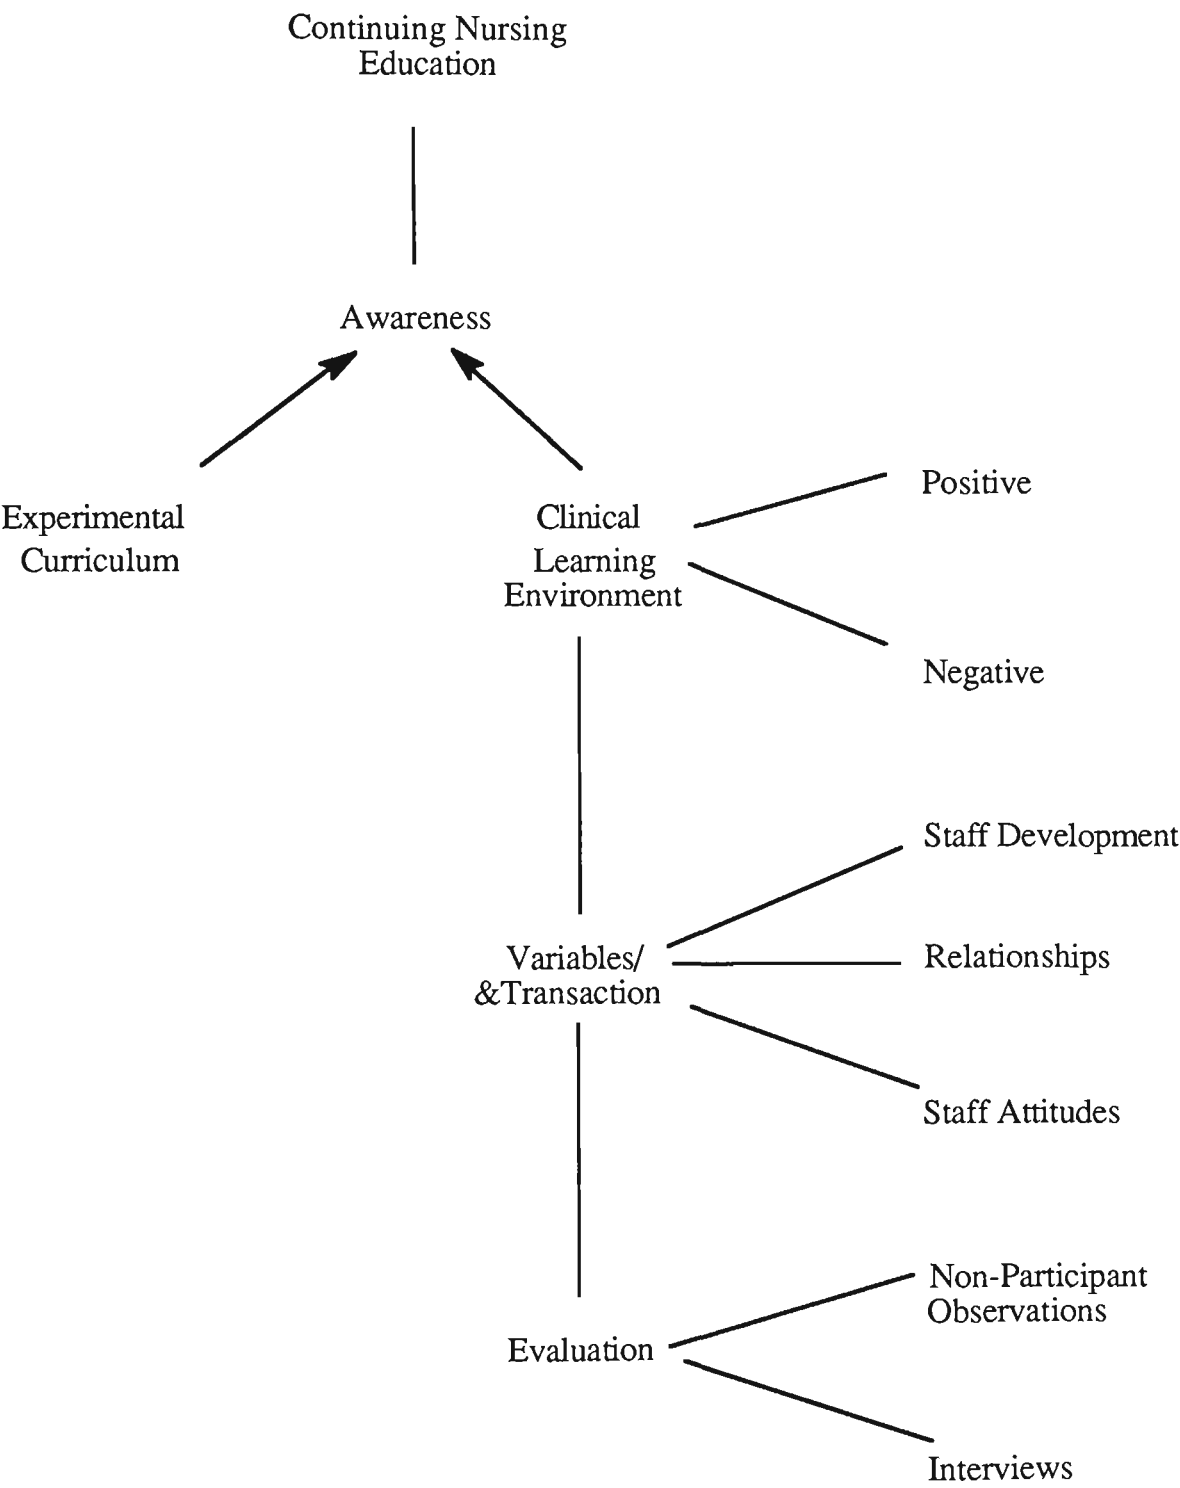 Continuing Nursing
Education
Awareness
Experimental
Curriculum
Clinical
Learning
Environment
Positive
Negative
Variables/
&Transaction
Staff Development
Relationships
Staff Attitudes
Evaluation
Non-Participant
Observations
Interviews